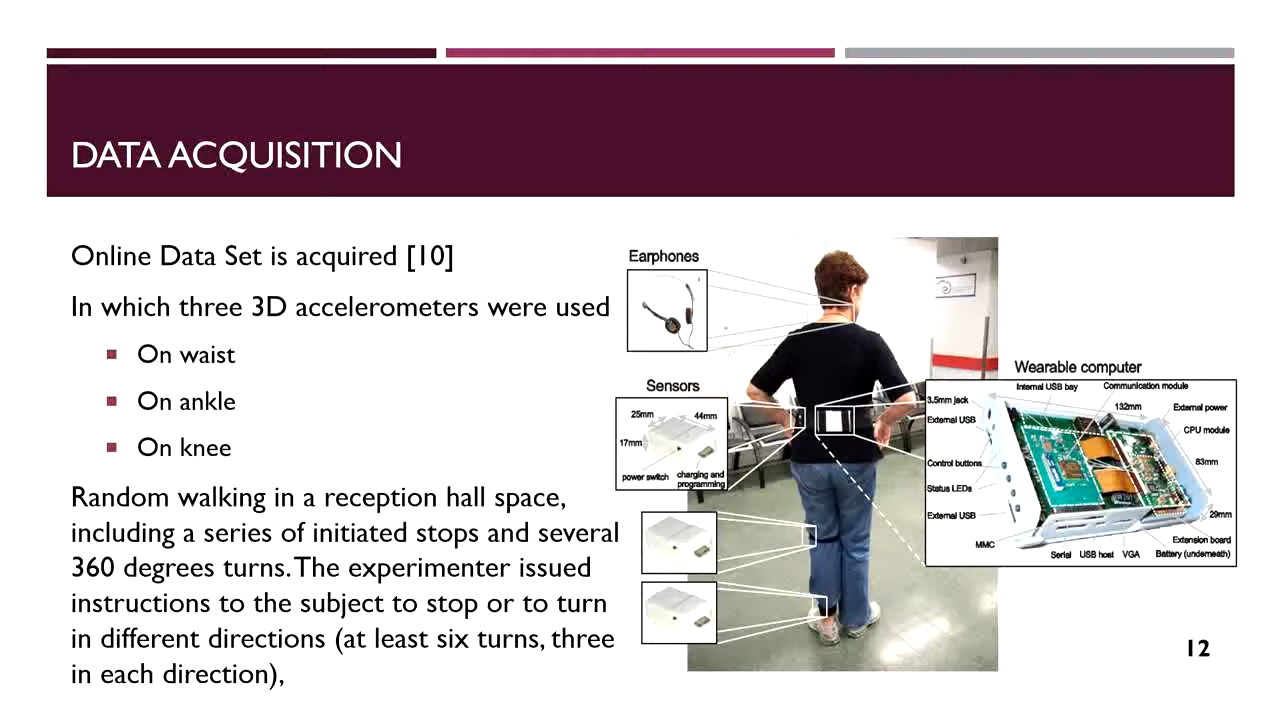 DATA ACQUISITION
Online Data Set is acquired [10]
In which three 3D accelerometers were used
On waist
On ankle
On knee
Random walking in a reception hall space,
including a series of initiated stops and several
360 degrees turns. The experimenter issued
instructions to the subject to stop or to turn
in different directions (at least six turns, three
in each direction),
Earphones
Sensors
25mm
44mm
17mm
power switch
charging and
programming
Wearable computer
Internal USB bay
Communication module
3.5mm jack
132mm
External power
External USB
CPU module
Control buttons
83mm
Status LEDs
External USB
29mm
MMC
Extension board
Serial
USB host
VGA
Battery (underneath)
12